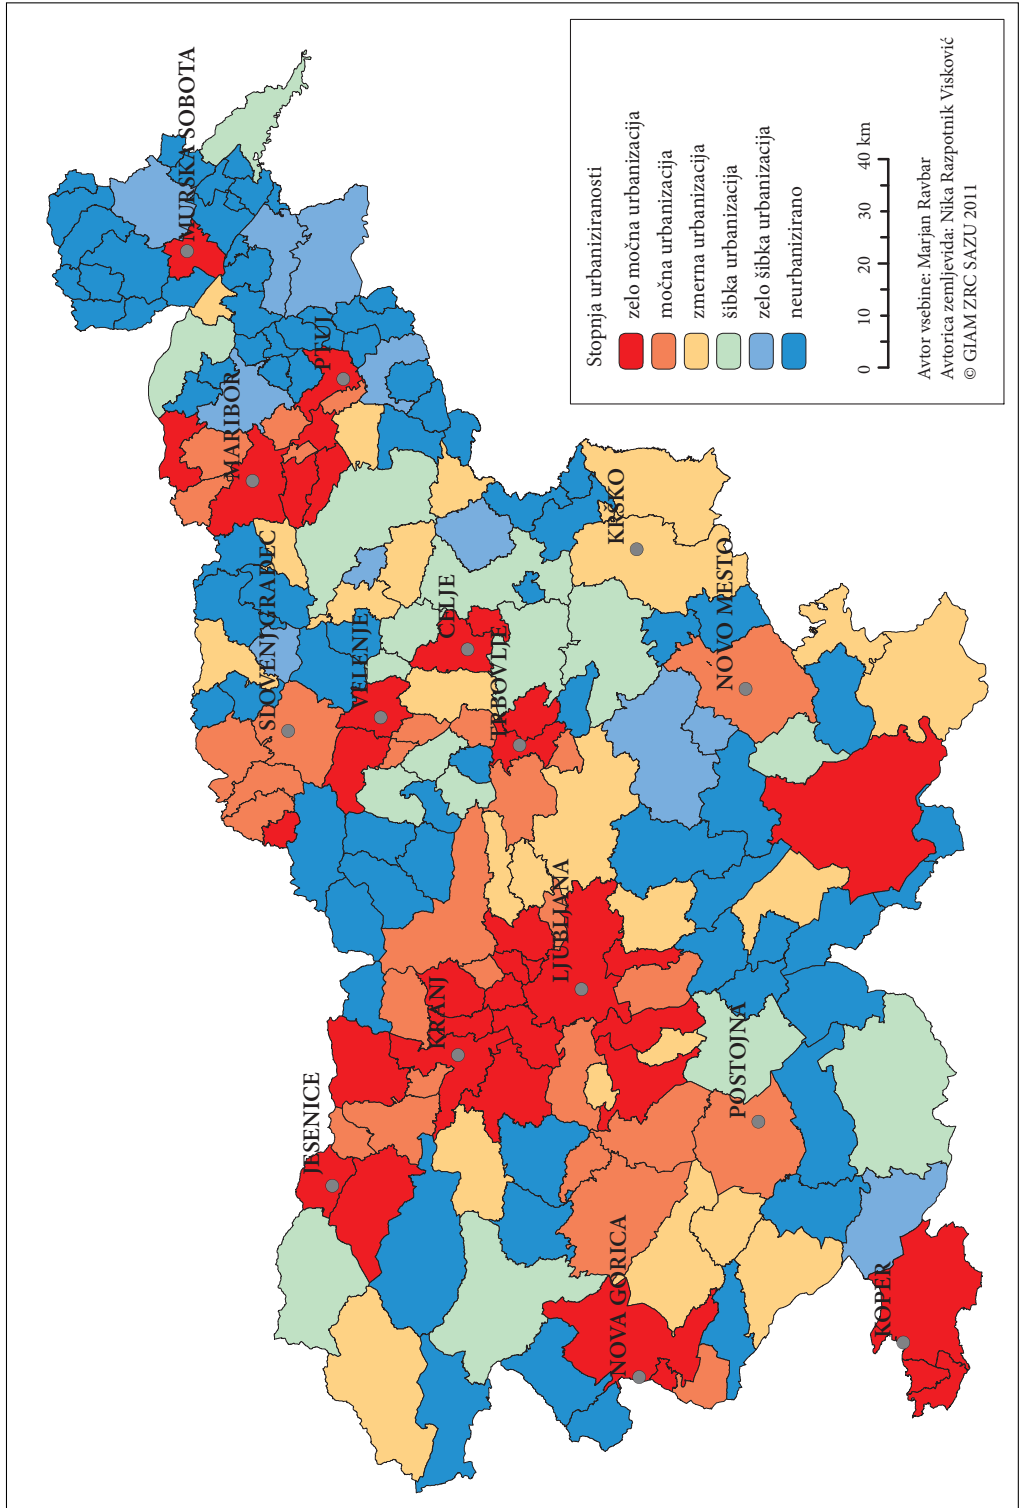 MURSKA SOBOTA
MARIBOR
PTUJ
SLOVENJ GRADEC
VELENJE
CELJE
TRBOVLJE
KRŠKO
NOVO MESTO
JESENICE
KRANJ
LJUBLJANA
POSTOJNA
NOVA GORICA
KOPER
Stopnja urbaniziranosti
zelo močna urbanizacija
močna urbanizacija
zmerna urbanizacija
šibka urbanizacija
zelo šibka urbanizacija
neurbanizirano
0 10 20 30 40 km
Avtor vsebine: Marjan Ravbar
Avtorica zemljevida: Nika Razpotnik Visković
© GIAM ZRC SAZU 2011